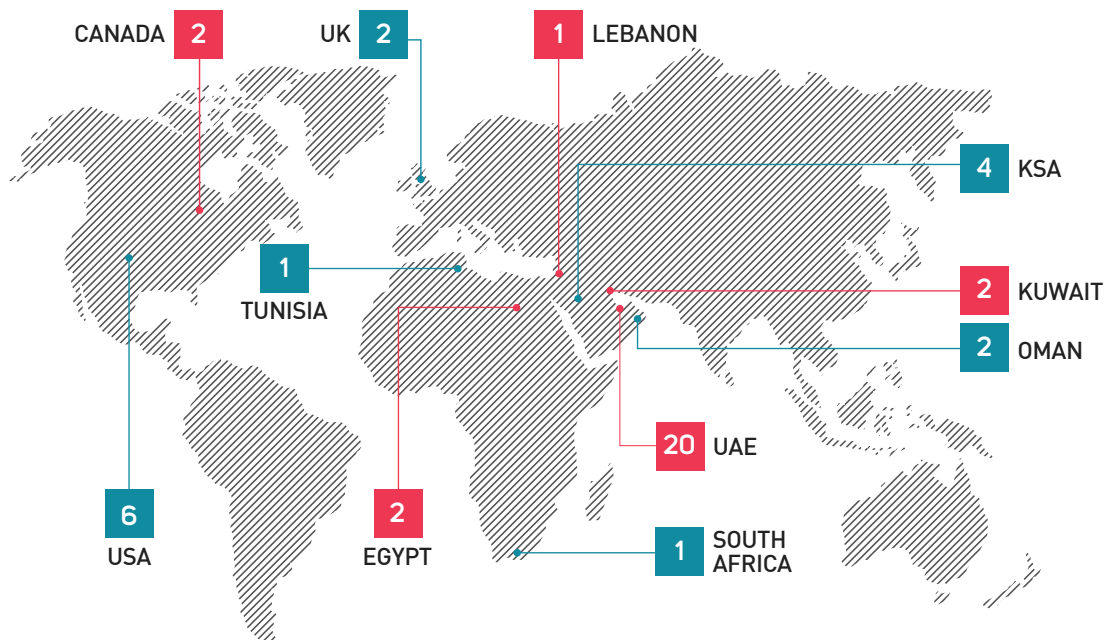 CANADA 2
UK 2
1 LEBANON
4 KSA
1
TUNISIA
2 KUWAIT
2 OMAN
20 UAE
6
USA
2
EGYPT
1 SOUTH
AFRICA